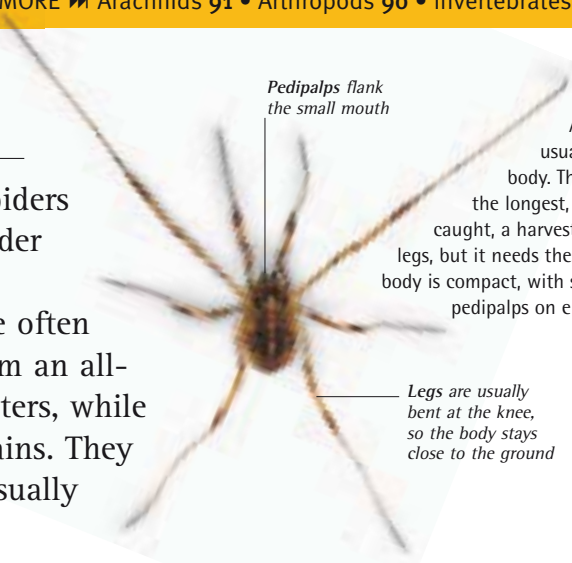 MORE Arachnids 91 • Arthropods 90 • Invertebrates
Pedipalps flank
the small mouth
usua
body. Th
the longest,
caught, a harvest
legs, but it needs the
body is compact, with s
pedipalps on e
iders
der
e often
m an all-
ters, while
ins. They
sually
Legs are usually
bent at the knee,
so the body stays
close to the ground